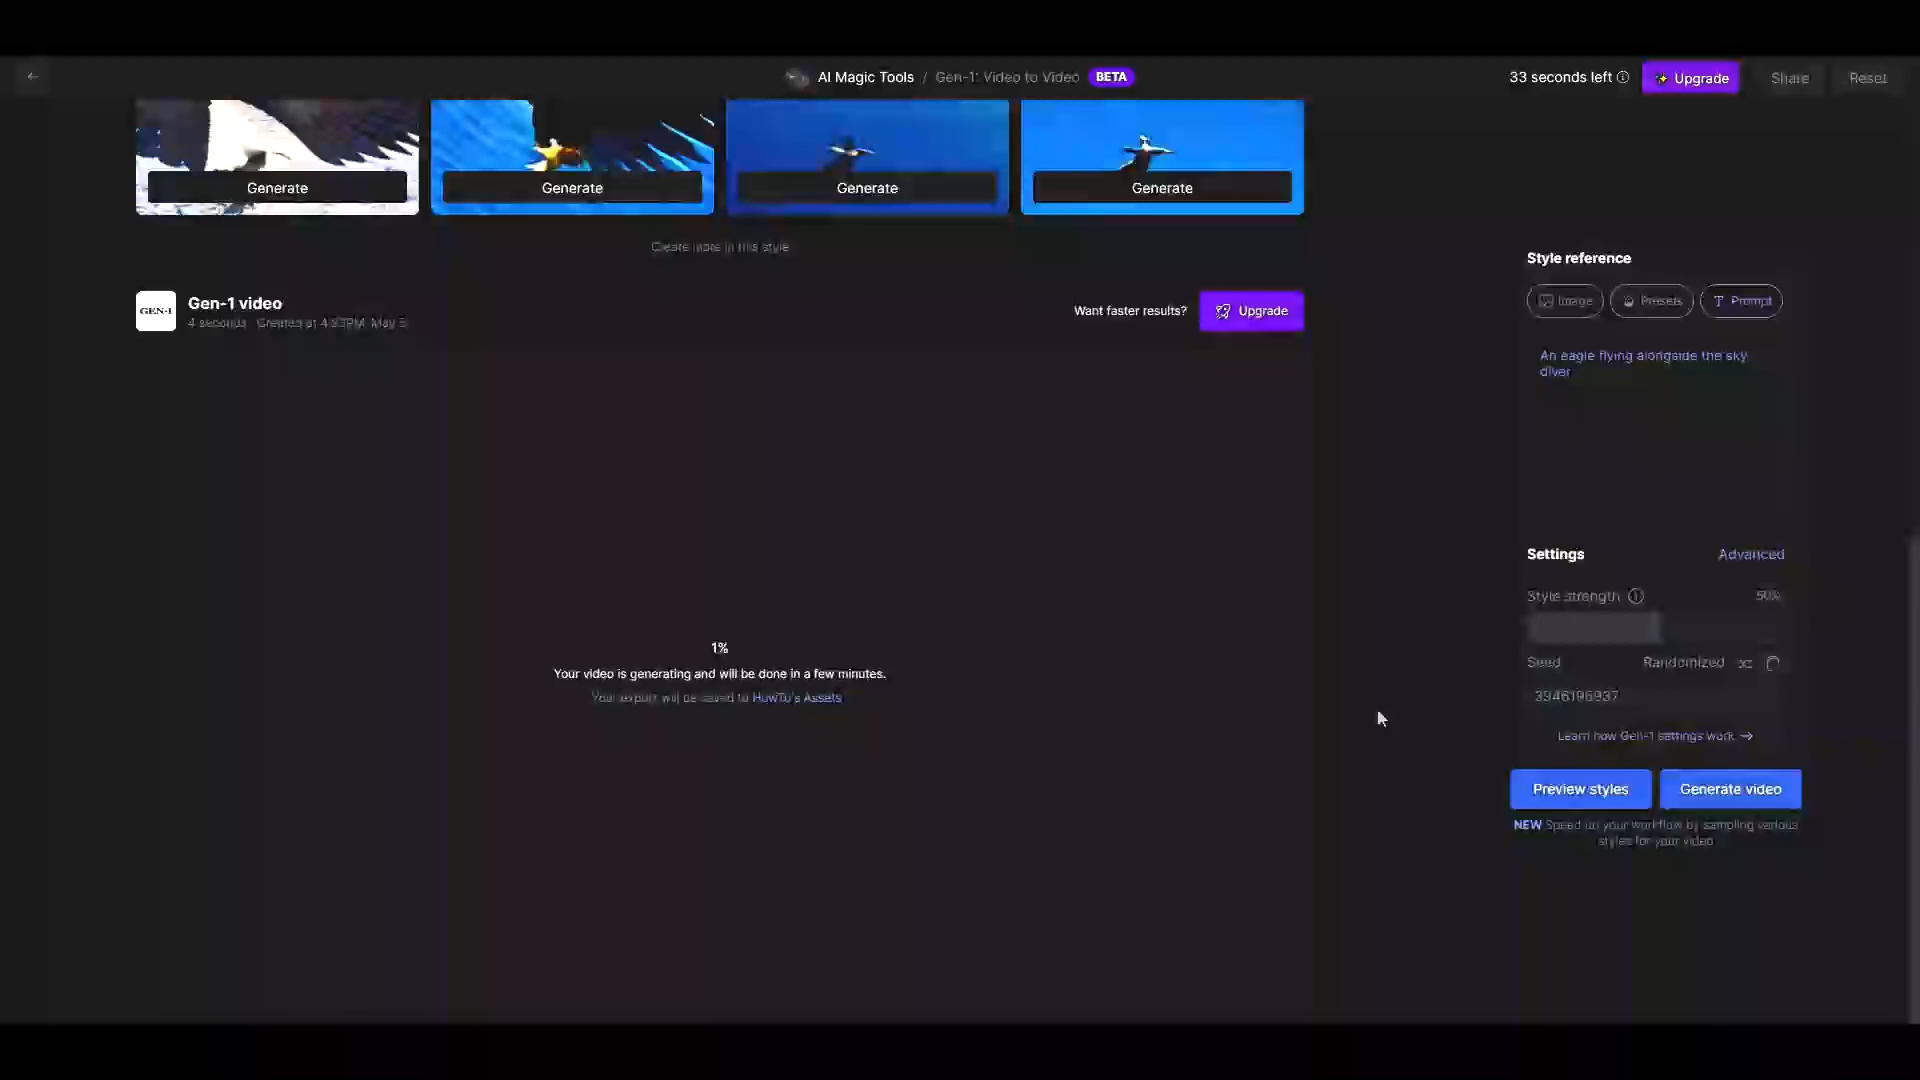 AI Magic Tools / Gen-1: Video to Video BETA
33 seconds left Upgrade Share Reset
Generate Generate Generate Generate
Create more in this style
GEN-1
Gen-1 video
4 seconds Created at 4:33PM, May 5
Want faster results? Upgrade
1%
Your video is generating and will be done in a few minutes.
Your export will be saved to HowTo's Assets
Style reference
Image Presets Prompt
An eagle flying alongside the sky
diver
Settings Advanced
Style strength 50%
Seed Randomized
3946196937
Learn how Gen-1 settings work →
Preview styles Generate video
NEW Speed up your workflow by sampling various
styles for your video